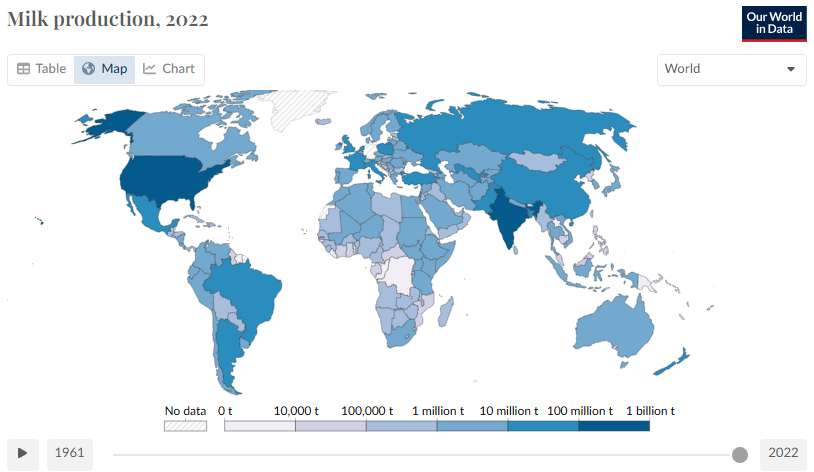 Milk production, 2022
Our World
in Data
Table
Map
Chart
World
No data
0 t
10,000 t
100,000 t
1 million t
10 million t
100 million t
1 billion t
1961
2022